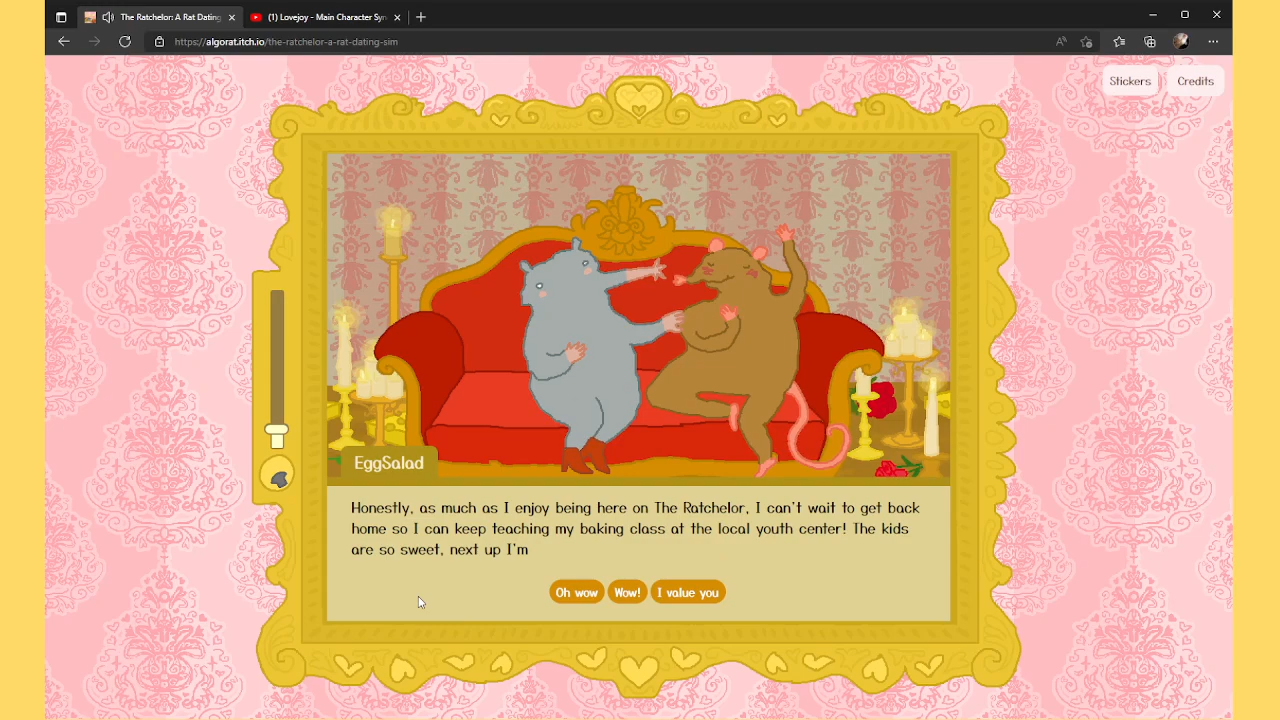 The Ratchelor: A Rat Dating
(1) Lovejoy - Main Character Syn
https://algorat.itch.io/the-ratchelor-a-rat-dating-sim
Stickers
Credits
EggSalad
Honestly, as much as I enjoy being here on The Ratchelor, I can't wait to get back
home so I can keep teaching my baking class at the local youth center! The kids
are so sweet, next up I'm
Oh wow
Wow!
I value you